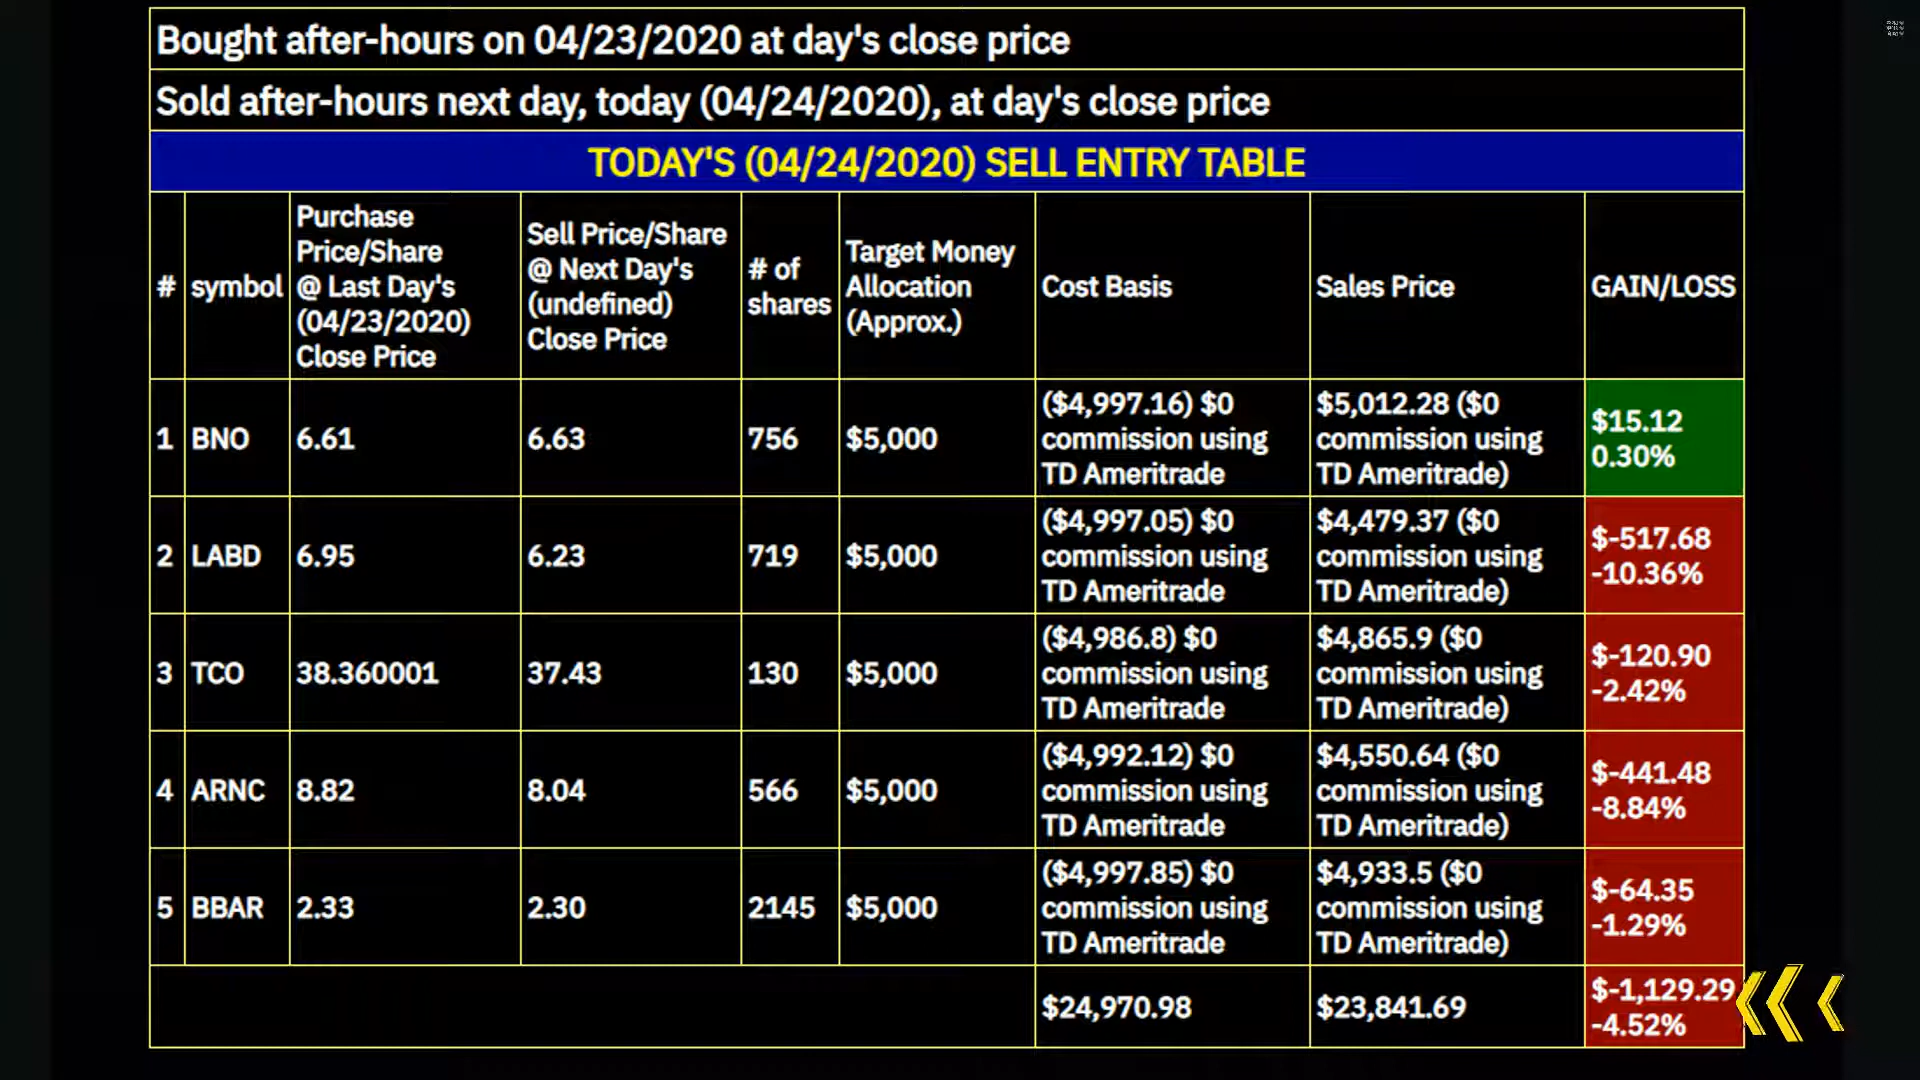 Bought after-hours on 04/23/2020 at day's close price
Sold after-hours next day, today (04/24/2020), at day's close price
TODAY'S (04/24/2020) SELL ENTRY TABLE
#
symbol
Purchase
Price/Share
@ Last Day's
(04/23/2020)
Close Price
Sell Price/Share
@ Next Day's
(undefined)
Close Price
# of
shares
Target Money
Allocation
(Approx.)
Cost Basis
Sales Price
GAIN/LOSS
1
BNO
6.61
6.63
756
$5,000
($4,997.16) $0
commission using
TD Ameritrade
$5,012.28 ($0
commission using
TD Ameritrade)
$15.12
0.30%
2
LABD
6.95
6.23
719
$5,000
($4,997.05) $0
commission using
TD Ameritrade
$4,479.37 ($0
commission using
TD Ameritrade)
$-517.68
-10.36%
3
TCO
38.360001
37.43
130
$5,000
($4,986.8) $0
commission using
TD Ameritrade
$4,865.9 ($0
commission using
TD Ameritrade)
$-120.90
-2.42%
4
ARNC
8.82
8.04
566
$5,000
($4,992.12) $0
commission using
TD Ameritrade
$4,550.64 ($0
commission using
TD Ameritrade)
$-441.48
-8.84%
5
BBAR
2.33
2.30
2145
$5,000
($4,997.85) $0
commission using
TD Ameritrade
$4,933.5 ($0
commission using
TD Ameritrade)
$-64.35
-1.29%
$24,970.98
$23,841.69
$-1,129.29
-4.52%